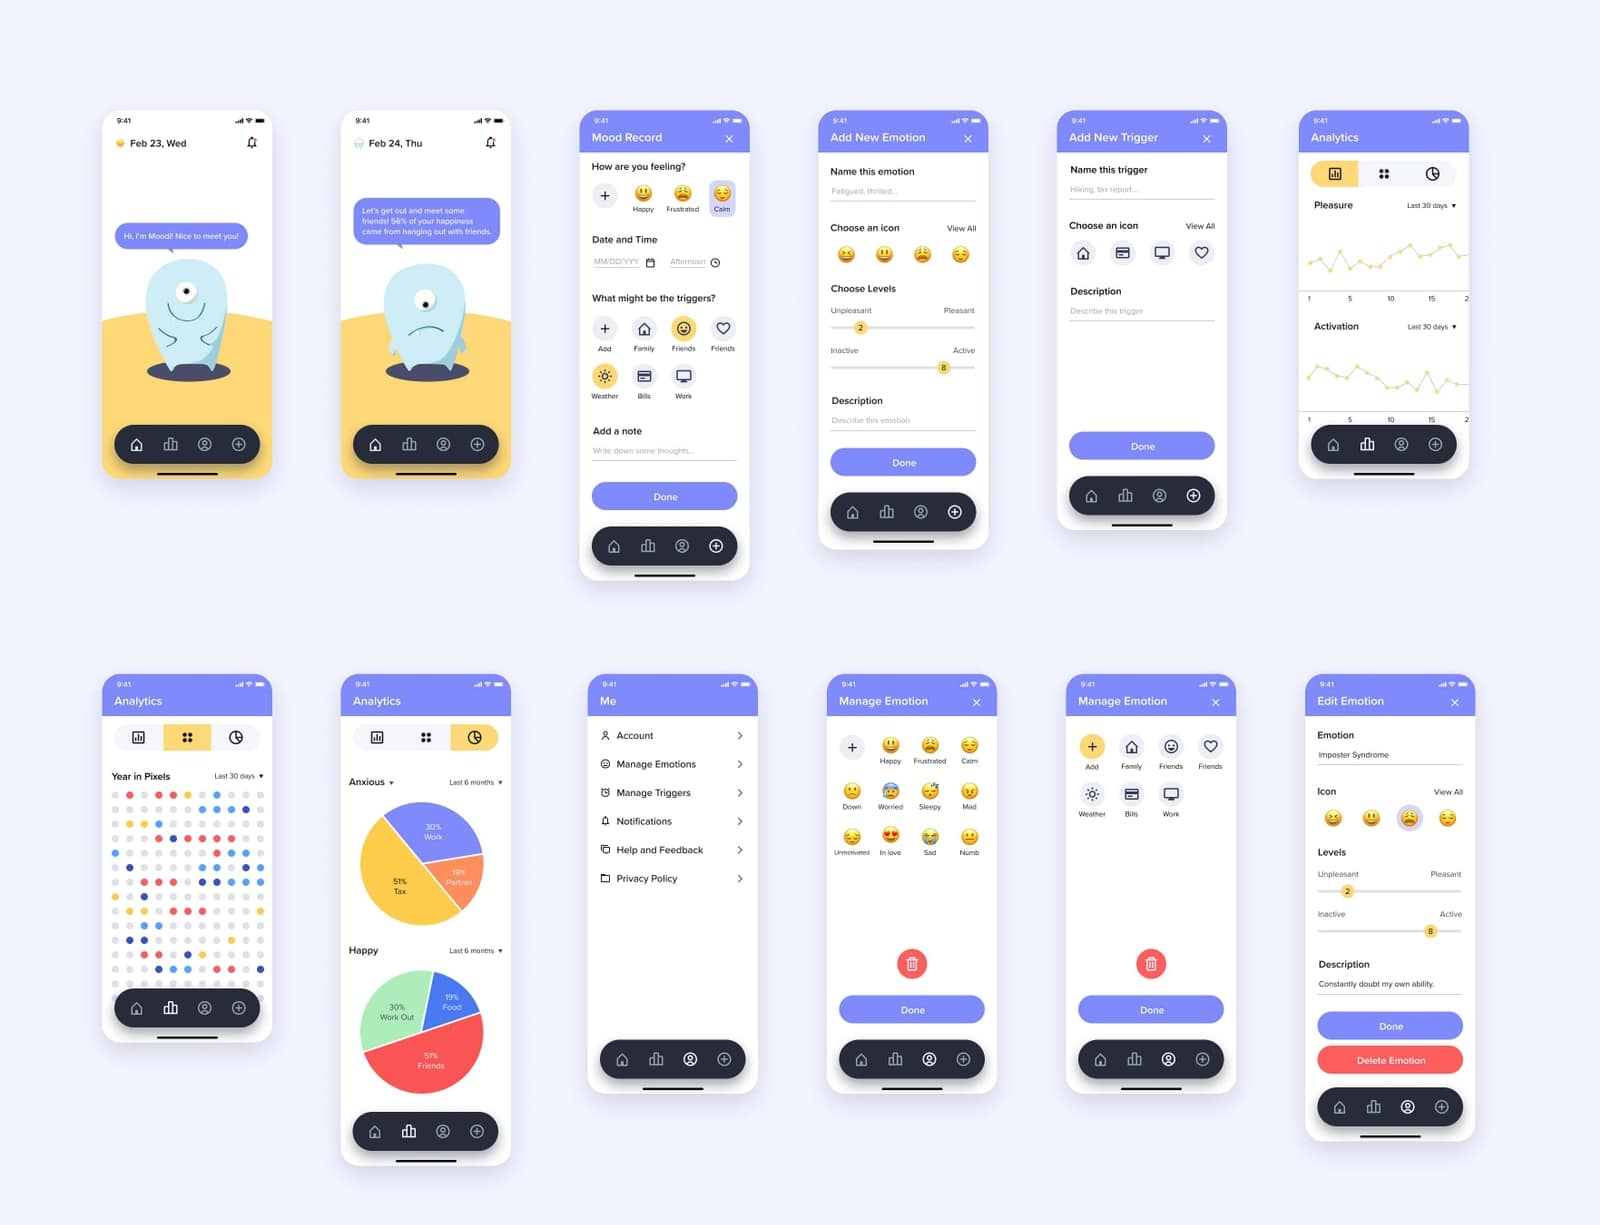 9:41
Feb 23, Wed
Hi, I'm Mood! Nice to meet you!
9:41
Feb 24, Thu
Let's get out and meet some
friends! 56% of your happiness
came from hanging out with friends.
9:41
Mood Record
How are you feeling?
Happy Frustrated Calm
Date and Time
MM/DD/YYY Afternoon
What might be the triggers?
Add Family Friends Friends
Weather Bills Work
Add a note
Write down some thoughts...
Done
9:41
Add New Emotion
Name this emotion
Fatigued, thrilled...
Choose an icon View All
Choose Levels
Unpleasant Pleasant
2
Inactive Active
8
Description
Describe this emotion
Done
9:41
Add New Trigger
Name this trigger
Hiking, tax report...
Choose an icon View All
Description
Describe this trigger
Done
9:41
Analytics
Pleasure Last 30 days
1 5 10 15 2
Activation Last 30 days
1 5 10 15 2
9:41
Analytics
Year in Pixels Last 30 days
9:41
Analytics
Anxious Last 6 months
30%
Work
19%
Partner
51%
Tax
Happy Last 6 months
19%
Food
30%
Work Out
51%
Friends
9:41
Me
Account
Manage Emotions
Manage Triggers
Notifications
Help and Feedback
Privacy Policy
9:41
Manage Emotion
Happy Frustrated Calm
Down Worried Sleepy Mad
Unmotivated In love Sad Numb
Done
9:41
Manage Emotion
Add Family Friends Friends
Weather Bills Work
Done
9:41
Edit Emotion
Emotion
Imposter Syndrome
Icon View All
Levels
Unpleasant Pleasant
2
Inactive Active
8
Description
Constantly doubt my own ability.
Done
Delete Emotion